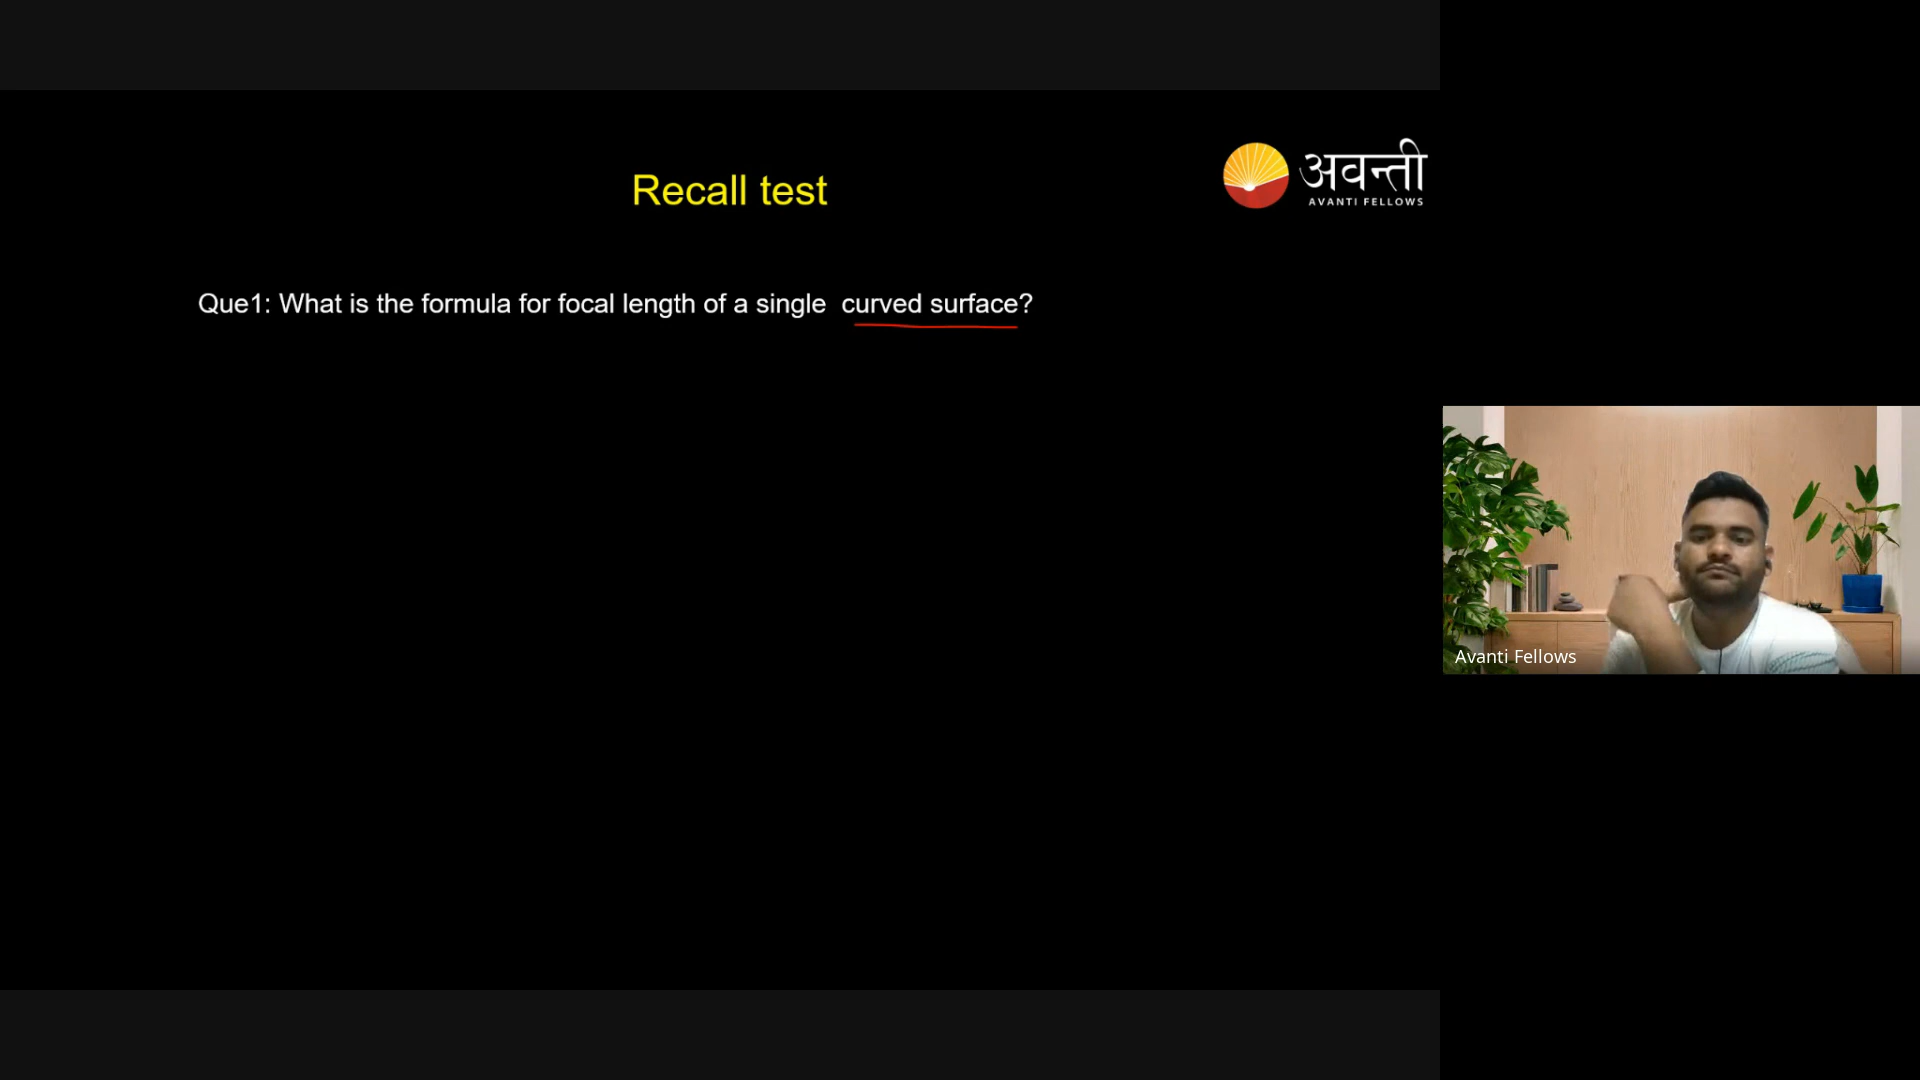 Recall test
अवन्ती
AVANTI FELLOWS
Que1: What is the formula for focal length of a single  curved surface?
Avanti Fellows